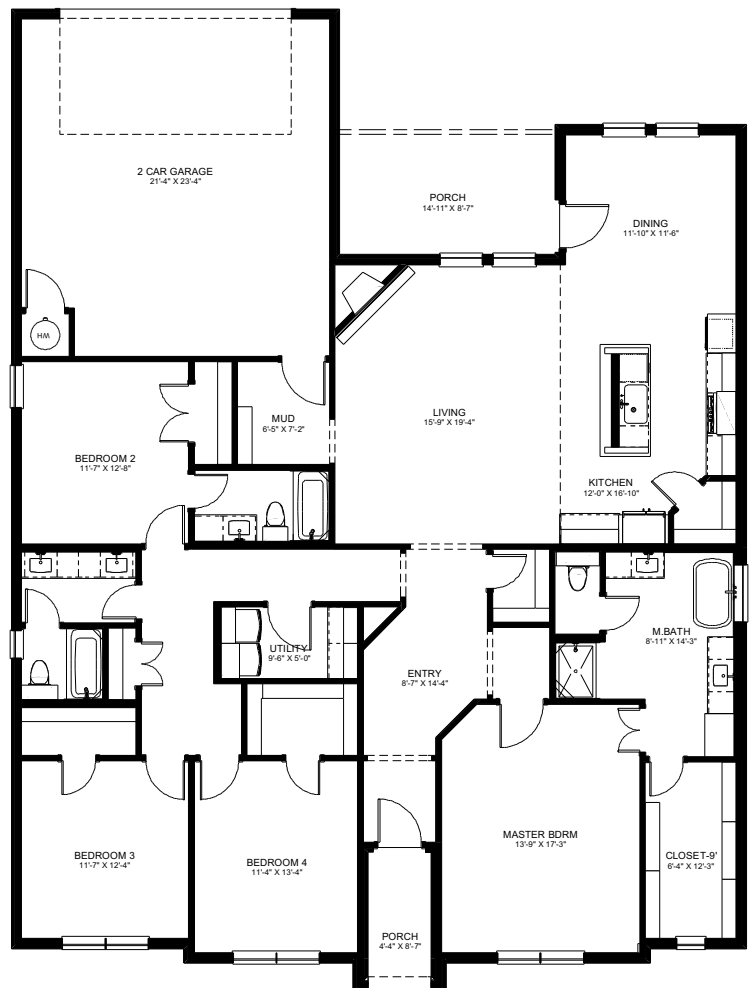 2 CAR GARAGE
21'-4" X 23'-4"
PORCH
14'-11" X 8'-7"
DINING
11'-10" X 11'-6"
WH
MUD
6'-5" X 7'-2"
LIVING
15'-9" X 19'-4"
BEDROOM 2
11'-7" X 12'-8"
KITCHEN
12'-0" X 16'-10"
M.BATH
8'-11" X 14'-3"
UTILITY
9'-6" X 5'-0"
ENTRY
8'-7" X 14'-4"
MASTER BDRM
13'-9" X 17'-3"
BEDROOM 3
11'-7" X 12'-4"
BEDROOM 4
11'-4" X 13'-4"
CLOSET-9'
6'-4" X 12'-3"
PORCH
4'-4" X 8'-7"